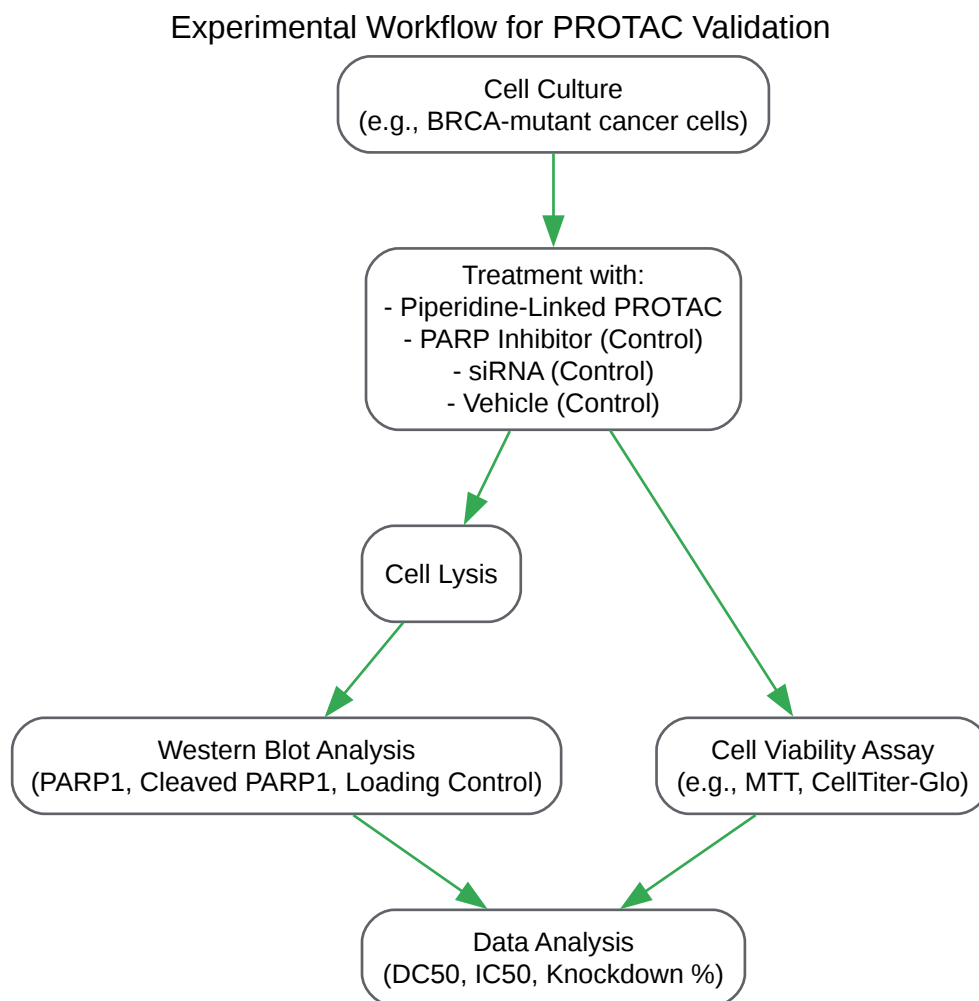 Experimental Workflow for PROTAC Validation
Cell Culture
(e.g., BRCA-mutant cancer cells)
Treatment with:
- Piperidine-Linked PROTAC
- PARP Inhibitor (Control)
- siRNA (Control)
- Vehicle (Control)
Cell Lysis
Western Blot Analysis
(PARP1, Cleaved PARP1, Loading Control)
Cell Viability Assay
(e.g., MTT, CellTiter-Glo)
Data Analysis
(DC50, IC50, Knockdown %)